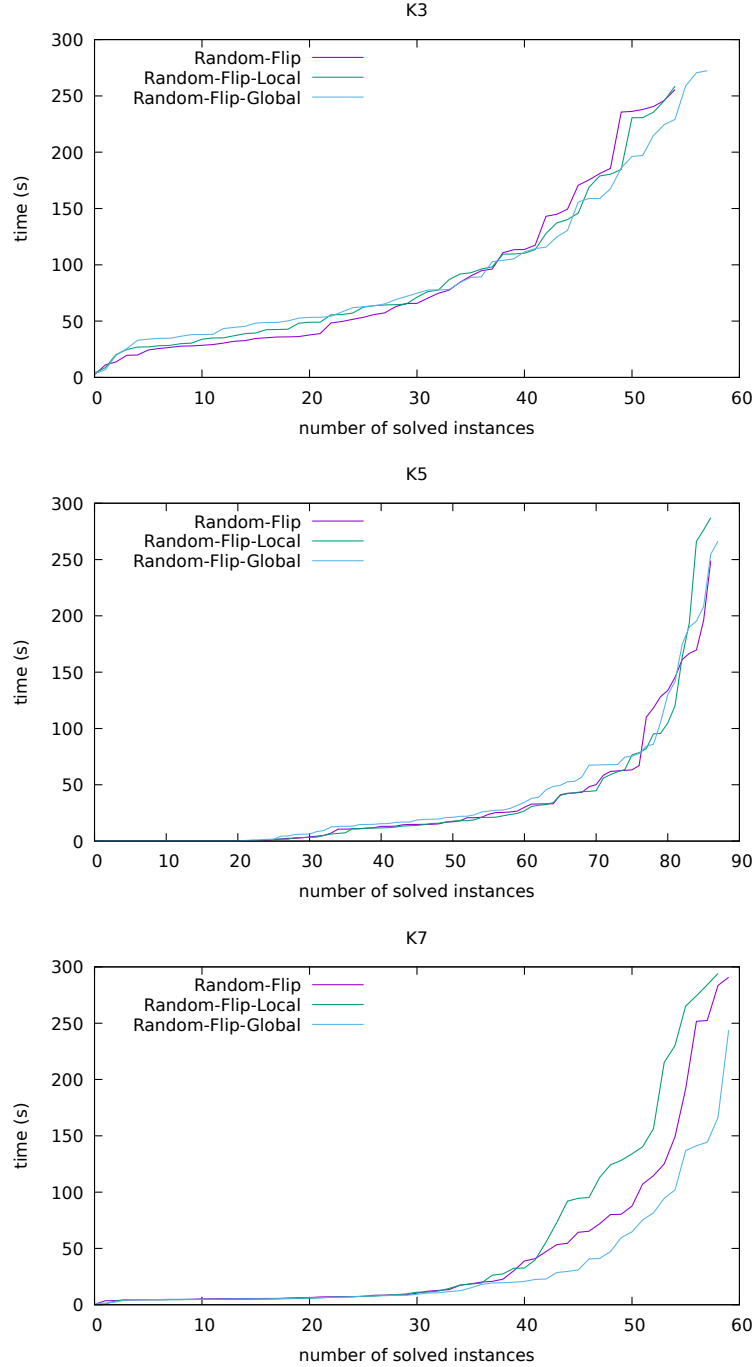 K3
300
250
200
150
100
50
0
time (s)
Random-Flip
Random-Flip-Local
Random-Flip-Global
0 10 20 30 40 50 60
number of solved instances
K5
300
250
200
150
100
50
0
time (s)
Random-Flip
Random-Flip-Local
Random-Flip-Global
0 10 20 30 40 50 60 70 80 90
number of solved instances
K7
300
250
200
150
100
50
0
time (s)
Random-Flip
Random-Flip-Local
Random-Flip-Global
0 10 20 30 40 50 60
number of solved instances